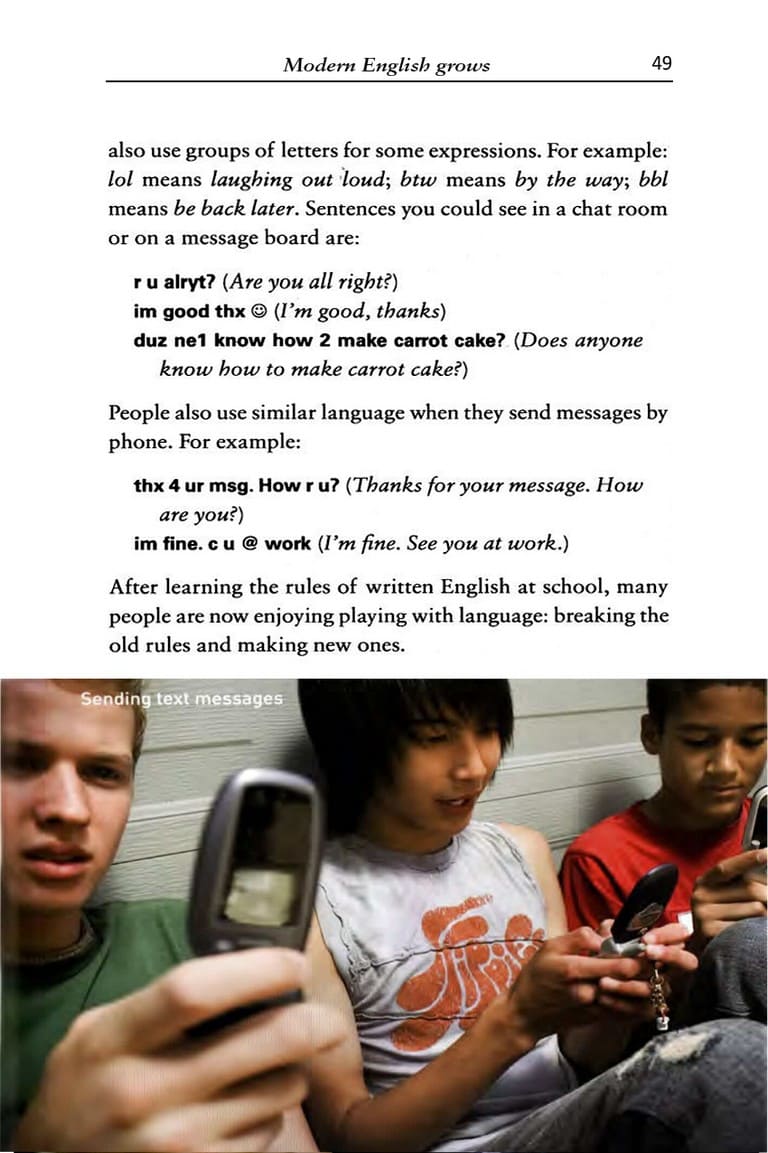 Modern English grows 49
also use groups of letters for some expressions. For example:
lol means laughing out loud; btw means by the way; bbl
means be back later. Sentences you could see in a chat room
or on a message board are:
r u alryt? (Are you all right?)
im good thx ☺ (I'm good, thanks)
duz ne1 know how 2 make carrot cake? (Does anyone
know how to make carrot cake?)
People also use similar language when they send messages by
phone. For example:
thx 4 ur msg. How r u? (Thanks for your message. How
are you?)
im fine. c u @ work (I'm fine. See you at work.)
After learning the rules of written English at school, many
people are now enjoying playing with language: breaking the
old rules and making new ones.
Sending text messages